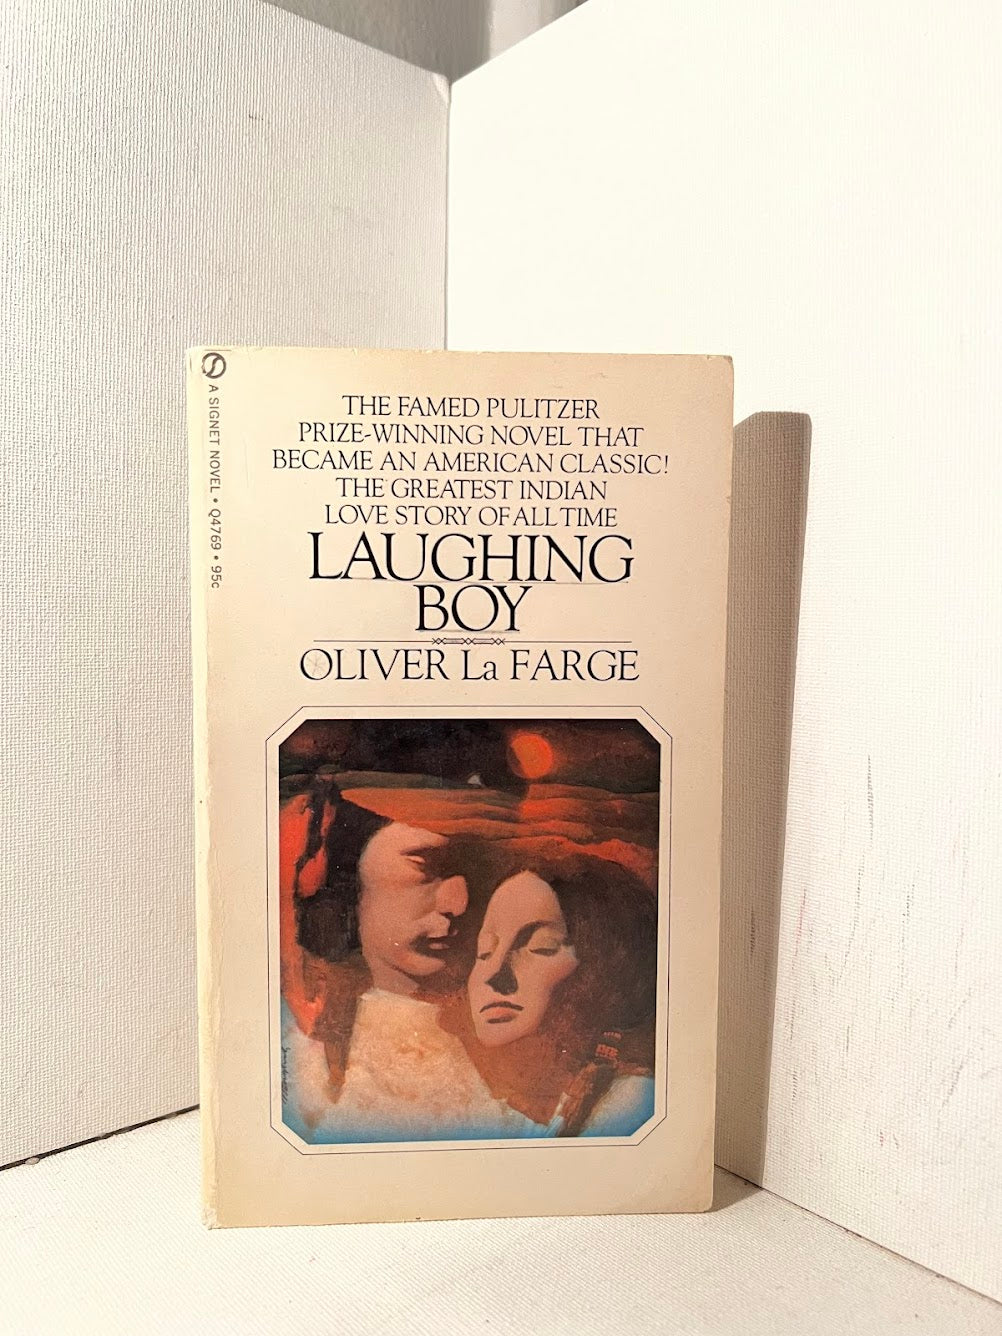 A SIGNET NOVEL • Q4769 • 95c
THE FAMED PULITZER
PRIZE-WINNING NOVEL THAT
BECAME AN AMERICAN CLASSIC!
THE GREATEST INDIAN
LOVE STORY OF ALL TIME
LAUGHING
BOY
OLIVER La FARGE